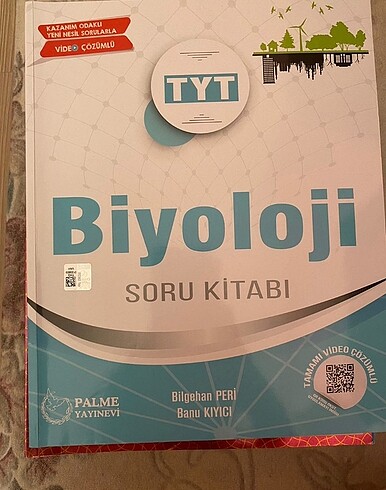 KAZANIM ODAKLI
YENİ NESİL SORULARLA
VİDEO ÇÖZÜMLÜ
TYT
Biyoloji
SORU KİTABI
TAMAMI VİDEO ÇÖZÜMLÜ
Bilgehan PERİ
Banu KIYICI
PALME
YAYINEVİ